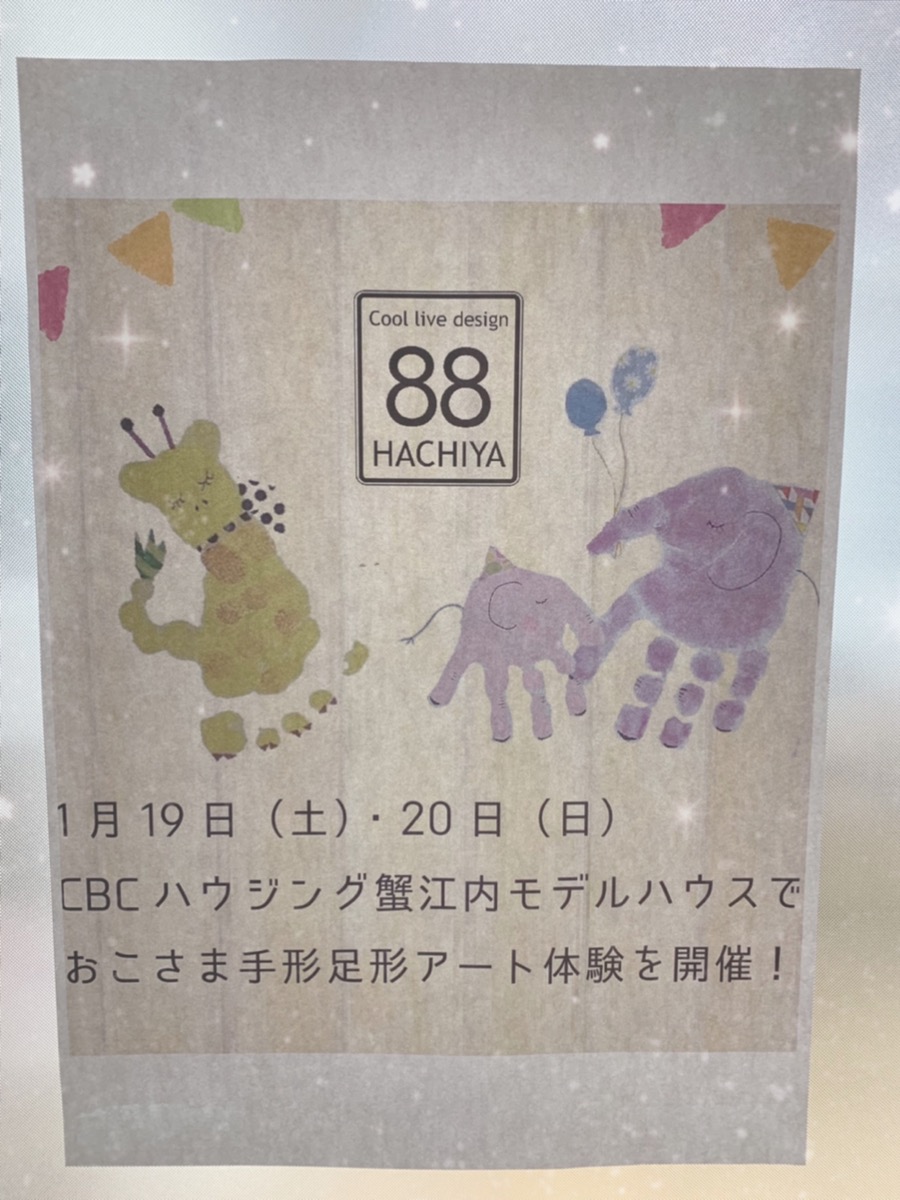 Cool live design
88
HACHIYA
1月19日（土）・20日（日）
CBCハウジング蟹江内モデルハウスで
おこさま手形足形アート体験を開催！